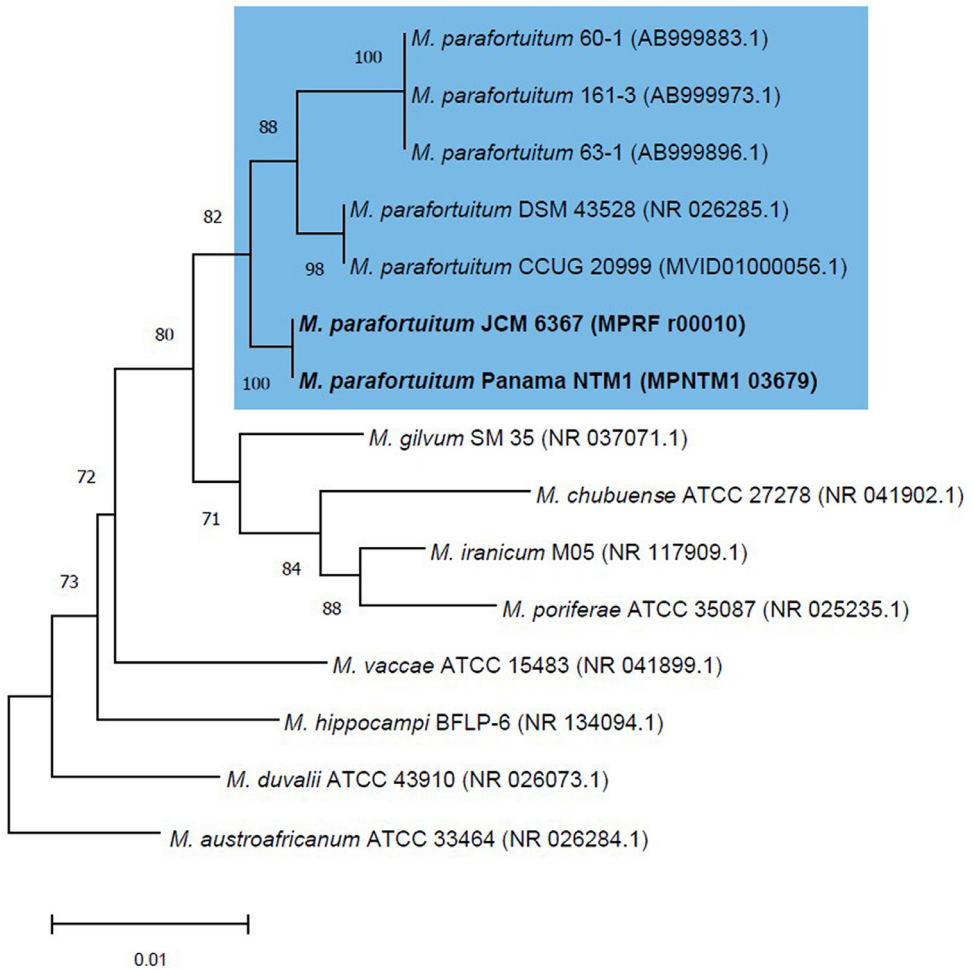 M. parafortuitum 60-1 (AB999883.1)
100
M. parafortuitum 161-3 (AB999973.1)
88
M. parafortuitum 63-1 (AB999896.1)
82
M. parafortuitum DSM 43528 (NR 026285.1)
98
M. parafortuitum CCUG 20999 (MVID01000056.1)
80
M. parafortuitum JCM 6367 (MPRF r00010)
100
M. parafortuitum Panama NTM1 (MPNTM1 03679)
M. gilvum SM 35 (NR 037071.1)
72
M. chubuense ATCC 27278 (NR 041902.1)
71
M. iranicum M05 (NR 117909.1)
84
73
88
M. poriferae ATCC 35087 (NR 025235.1)
M. vaccae ATCC 15483 (NR 041899.1)
M. hippocampi BFLP-6 (NR 134094.1)
M. duvalii ATCC 43910 (NR 026073.1)
M. austroafricanum ATCC 33464 (NR 026284.1)
0.01